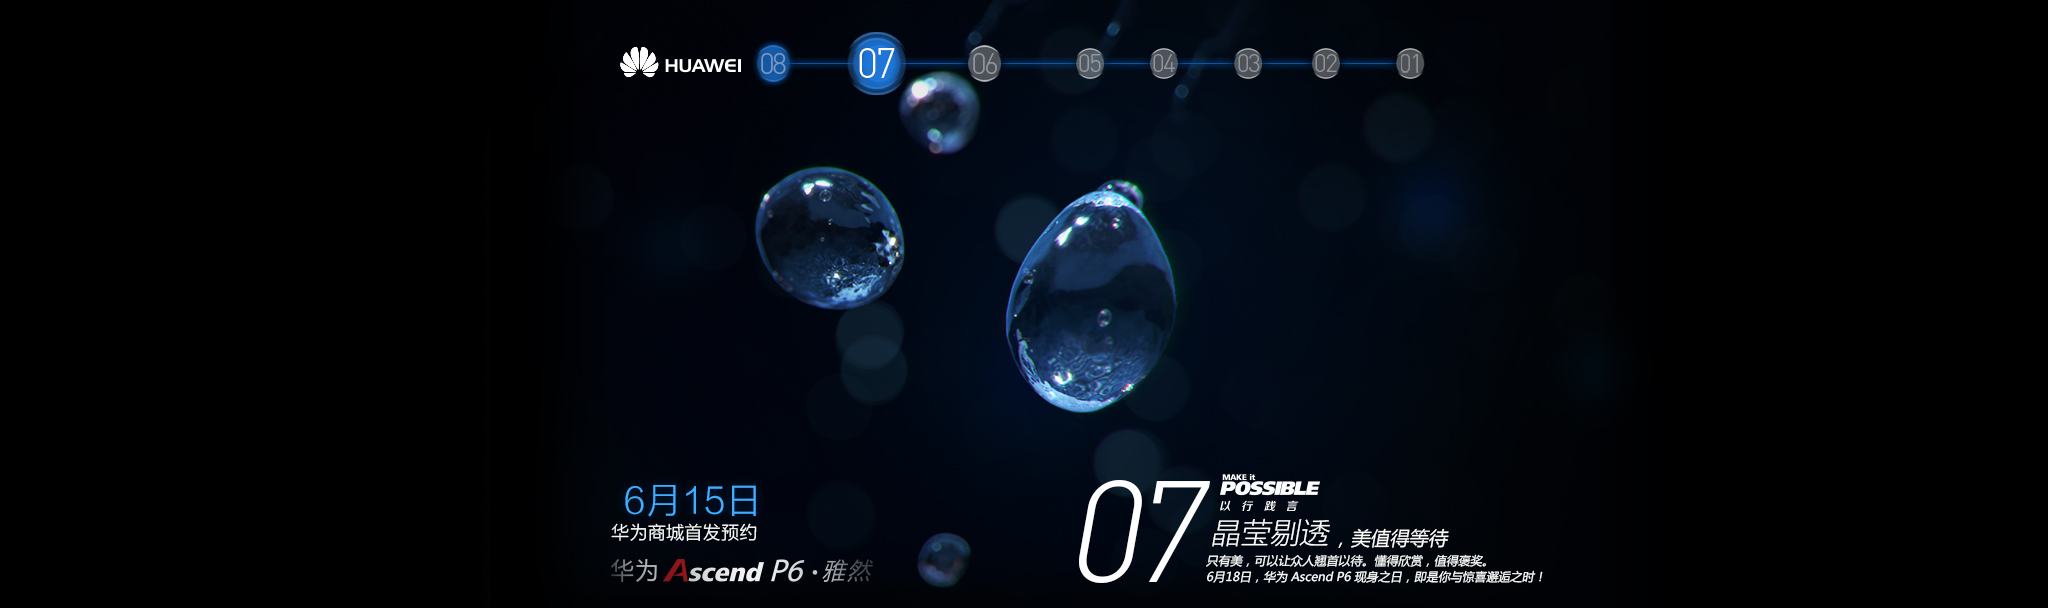 HUAWEI 08 07 06 05 04 03 02 01
6月15日
华为商城首发预约
华为 Ascend P6·雅然
07
MAKE it
POSSIBLE
以行践言
晶莹剔透，美值得等待
只有美，可以让众人翘首以待。懂得欣赏，值得褒奖。
6月18日，华为 Ascend P6 现身之日，即是你与惊喜邂逅之时！